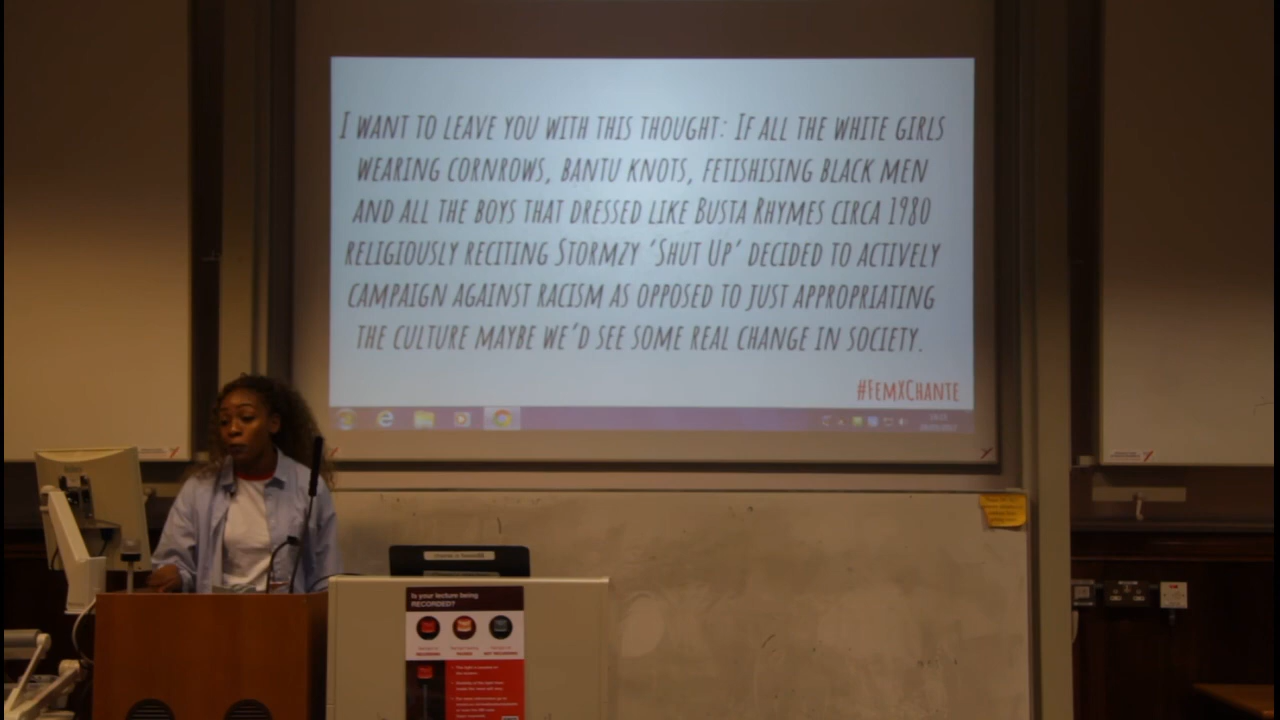 I WANT TO LEAVE YOU WITH THIS THOUGHT: IF ALL THE WHITE GIRLS
WEARING CORNROWS, BANTU KNOTS, FETISHISING BLACK MEN
AND ALL THE BOYS THAT DRESSED LIKE BUSTA RHYMES CIRCA 1980
RELIGIOUSLY RECITING STORMZY 'SHUT UP' DECIDED TO ACTIVELY
CAMPAIGN AGAINST RACISM AS OPPOSED TO JUST APPROPRIATING
THE CULTURE MAYBE WE'D SEE SOME REAL CHANGE IN SOCIETY.
#FEMXCHANTE
Is your lecture being
RECORDED?